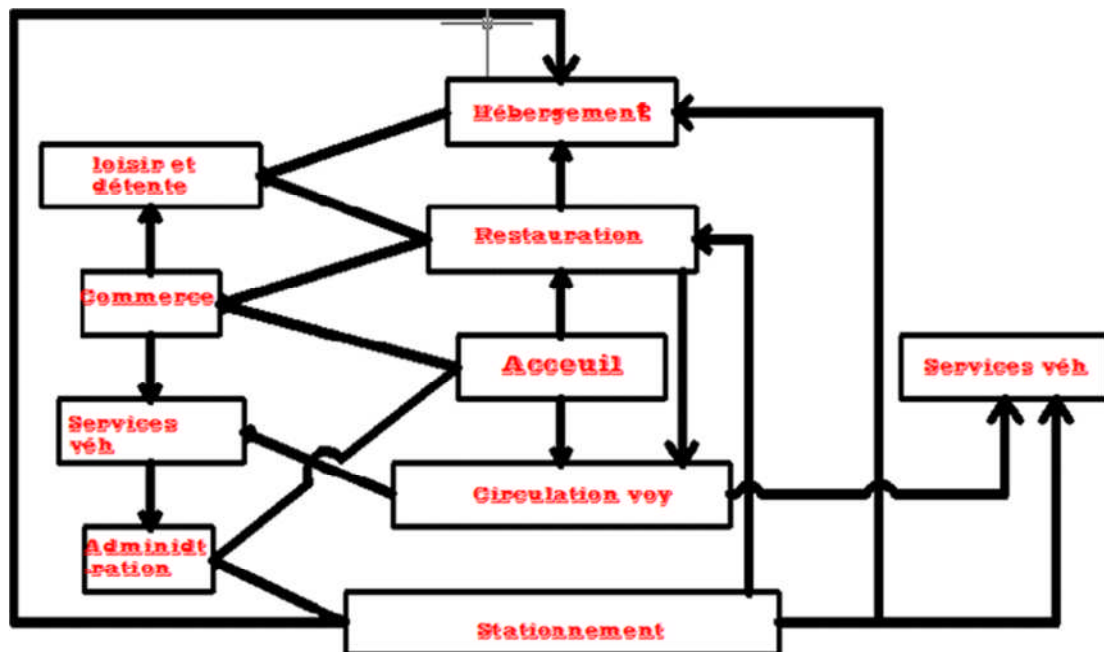 Hébergement
loisir et
détente
Restauration
Commerce
Acceuil
Services véh
Services
véh
Circulation voy
Adminidt
-ration
Stationnement